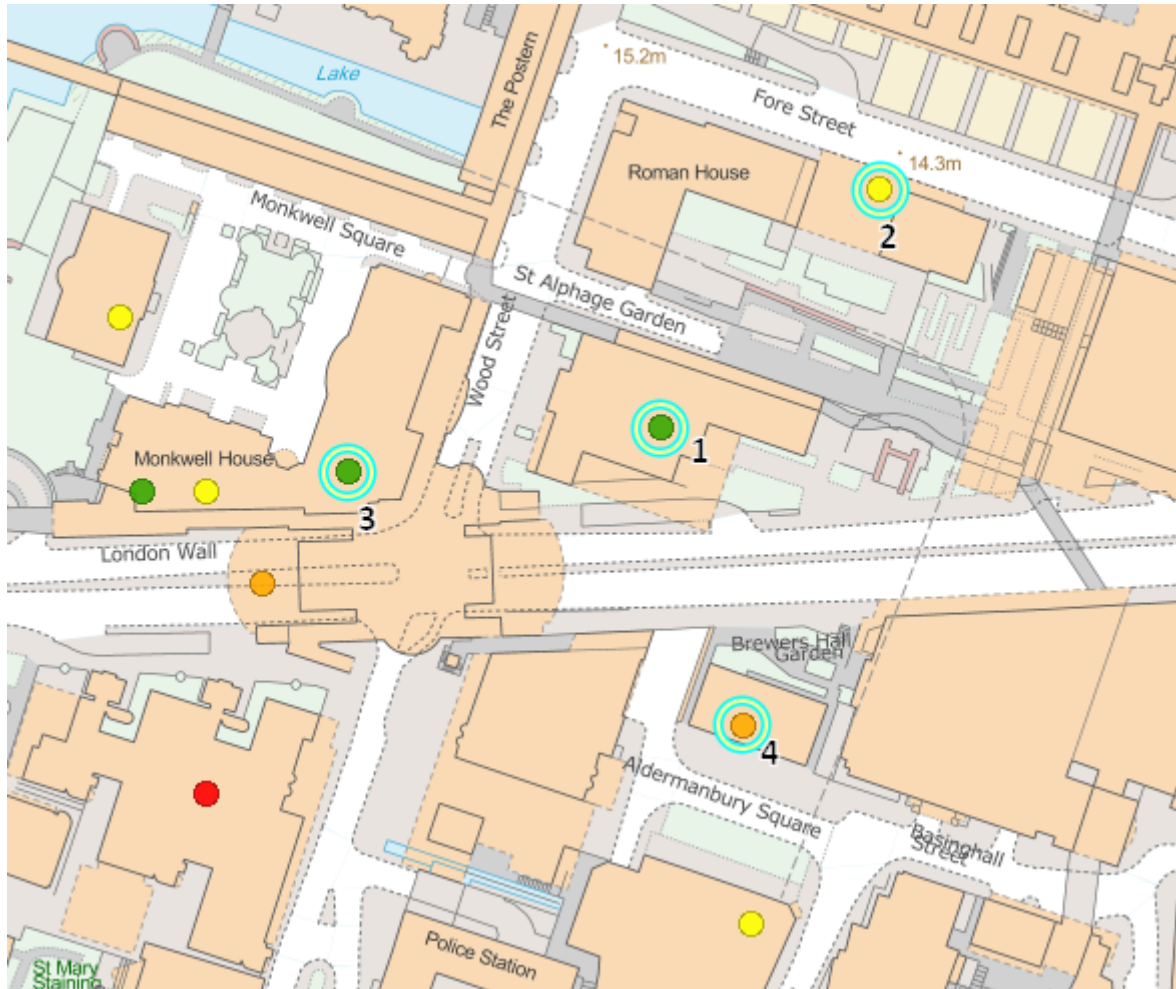 Lake
The Postern
15.2m
Fore Street
14.3m
Roman House
2
Monkwell Square
St Alphage Garden
Wood Street
1
Monkwell House
3
London Wall
Brewers Hall
Garden
4
Aldermanbury Square
Basinghall
Street
Police Station
St Mary
Staining